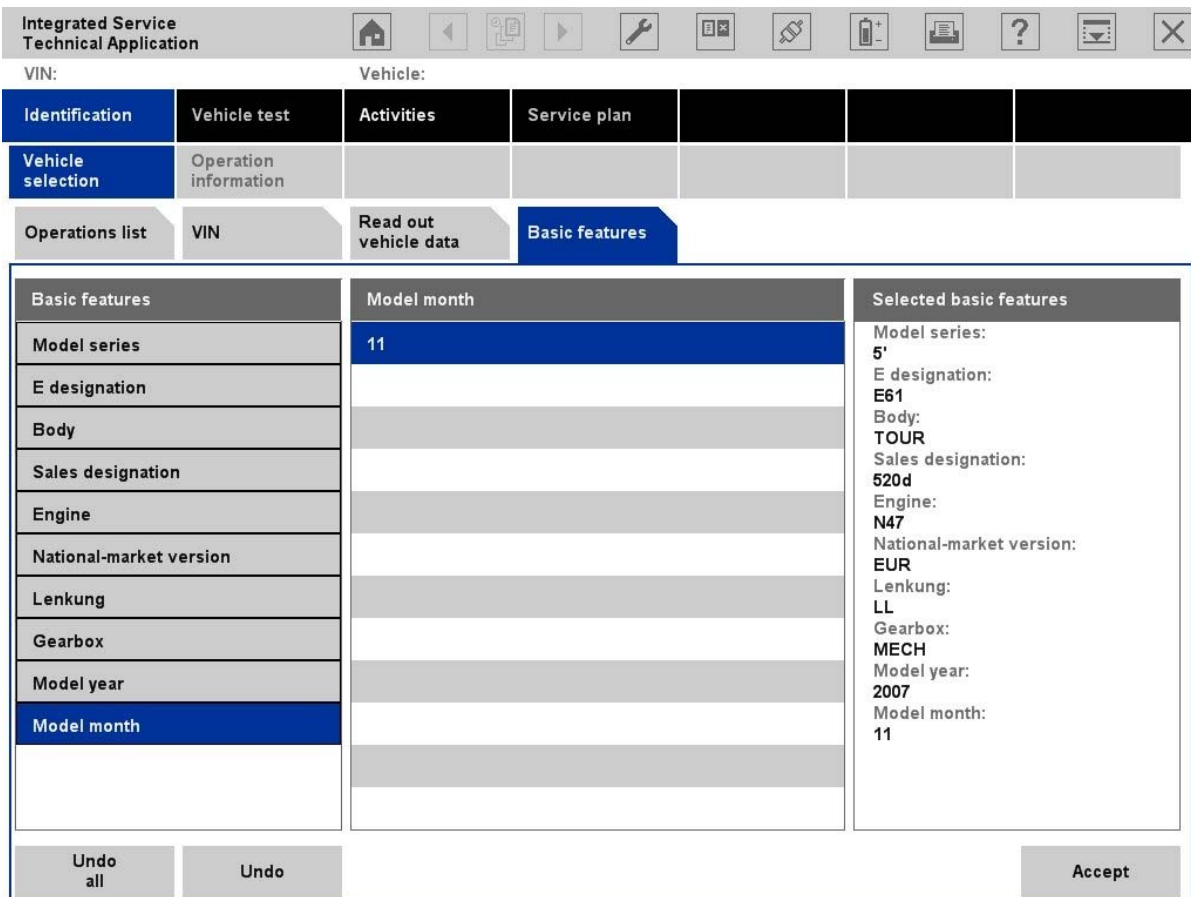 Integrated Service
Technical Application
?
VIN:
Vehicle:
Identification
Vehicle test
Activities
Service plan
Vehicle
selection
Operation
information
Operations list
VIN
Read out
vehicle data
Basic features
Basic features
Model series
E designation
Body
Sales designation
Engine
National-market version
Lenkung
Gearbox
Model year
Model month
Model month
11
Selected basic features
Model series:
5'
E designation:
E61
Body:
TOUR
Sales designation:
520d
Engine:
N47
National-market version:
EUR
Lenkung:
LL
Gearbox:
MECH
Model year:
2007
Model month:
11
Undo
all
Undo
Accept